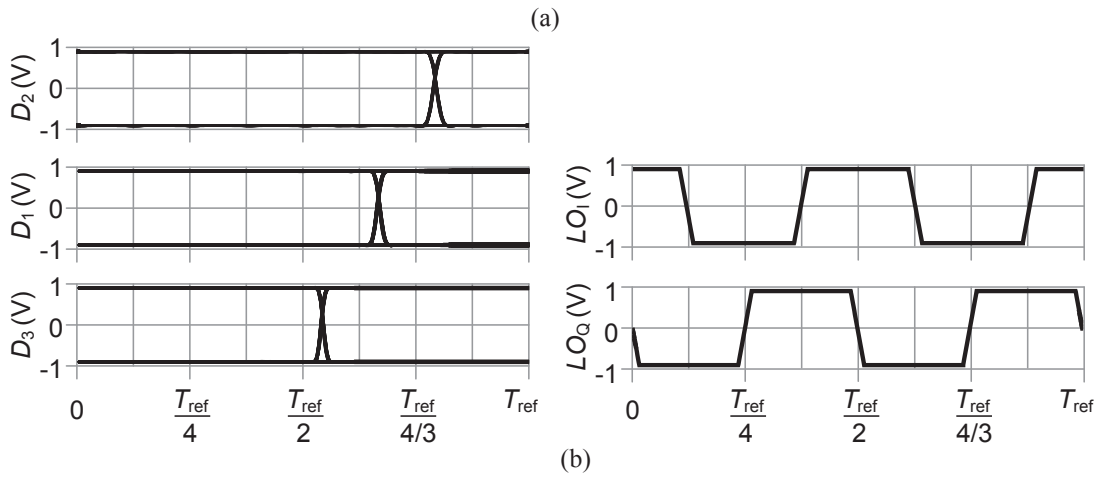 (a)
D2 (V)
1
0
-1
D1 (V)
1
0
-1
D3 (V)
1
0
-1
0
Tref/4
Tref/2
Tref/4/3
Tref
LOI (V)
1
0
-1
LOQ (V)
1
0
-1
0
Tref/4
Tref/2
Tref/4/3
Tref
(b)